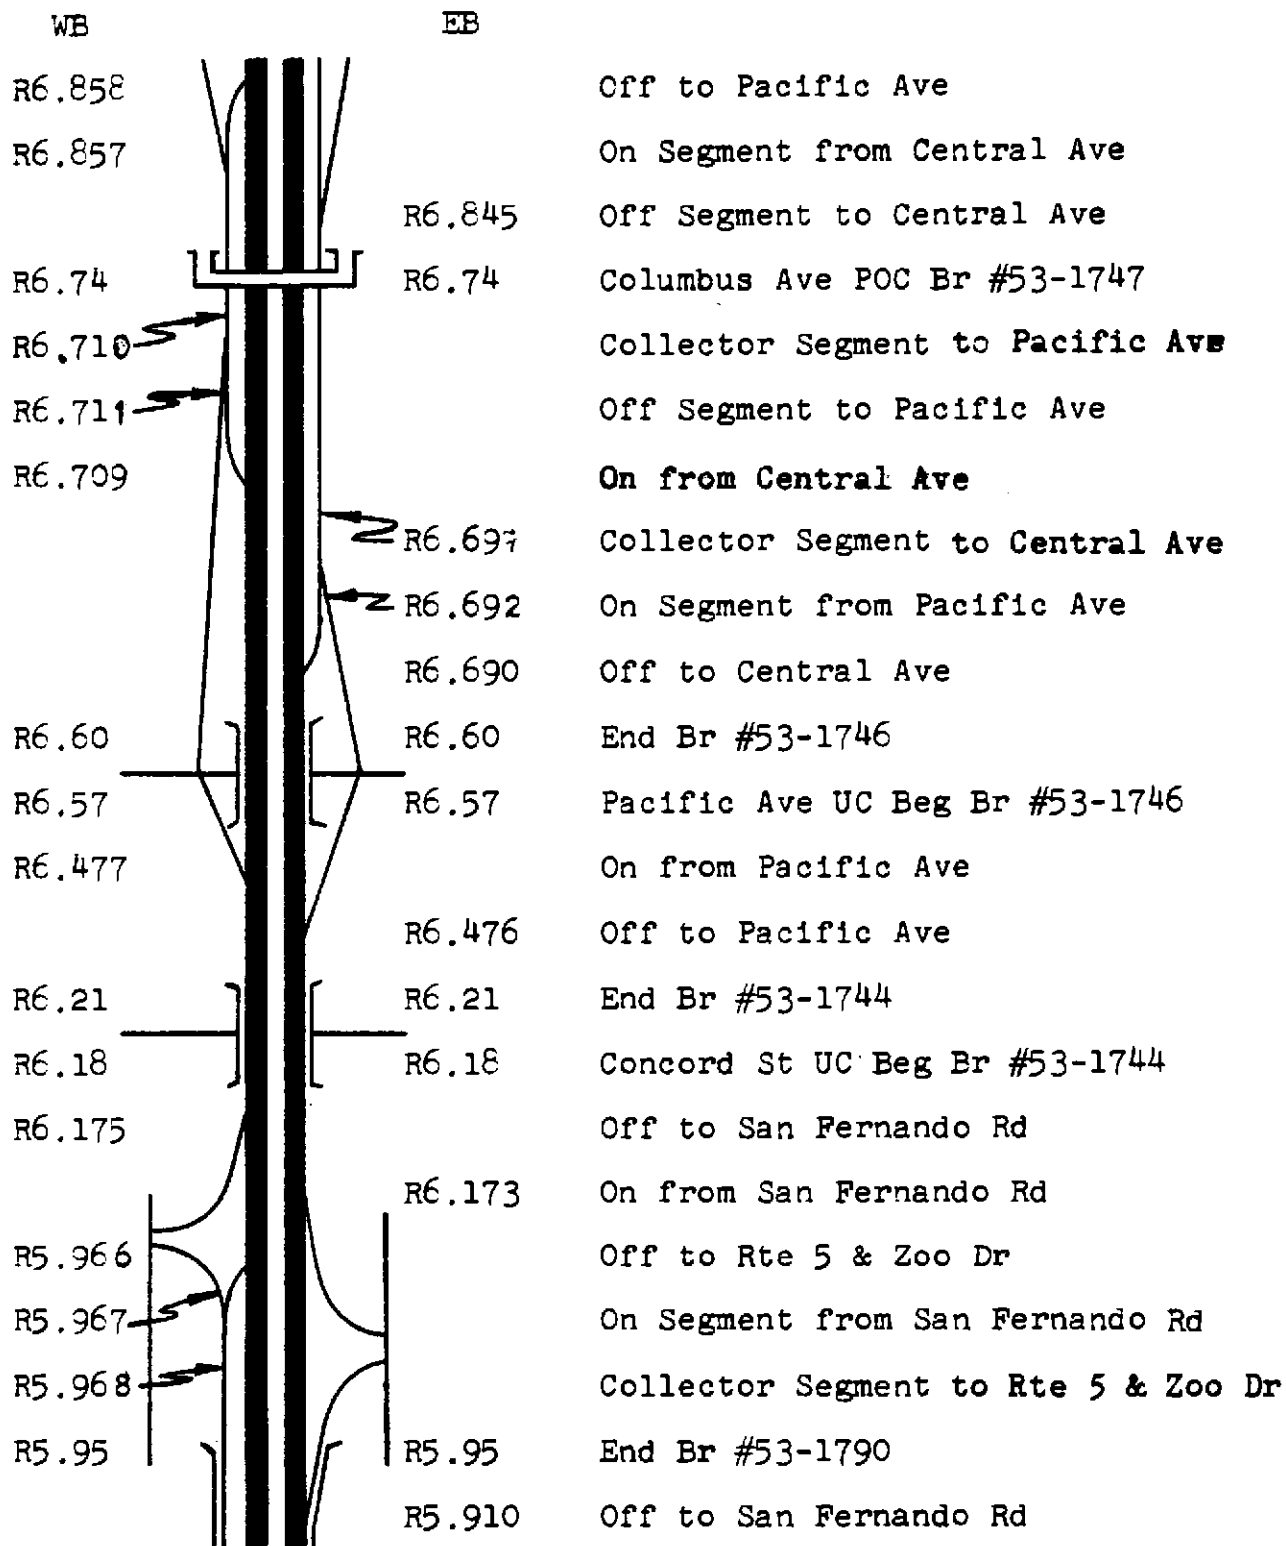 WB EB
R6.858 Off to Pacific Ave
R6.857 On Segment from Central Ave
R6.845 Off Segment to Central Ave
R6.74 R6.74 Columbus Ave POC Br #53-1747
R6.710 Collector Segment to Pacific Ave
R6.711 Off Segment to Pacific Ave
R6.709 On from Central Ave
R6.697 Collector Segment to Central Ave
R6.692 On Segment from Pacific Ave
R6.690 Off to Central Ave
R6.60 R6.60 End Br #53-1746
R6.57 R6.57 Pacific Ave UC Beg Br #53-1746
R6.477 On from Pacific Ave
R6.476 Off to Pacific Ave
R6.21 R6.21 End Br #53-1744
R6.18 R6.18 Concord St UC Beg Br #53-1744
R6.175 Off to San Fernando Rd
R6.173 On from San Fernando Rd
R5.966 Off to Rte 5 & Zoo Dr
R5.967 On Segment from San Fernando Rd
R5.968 Collector Segment to Rte 5 & Zoo Dr
R5.95 R5.95 End Br #53-1790
R5.910 Off to San Fernando Rd